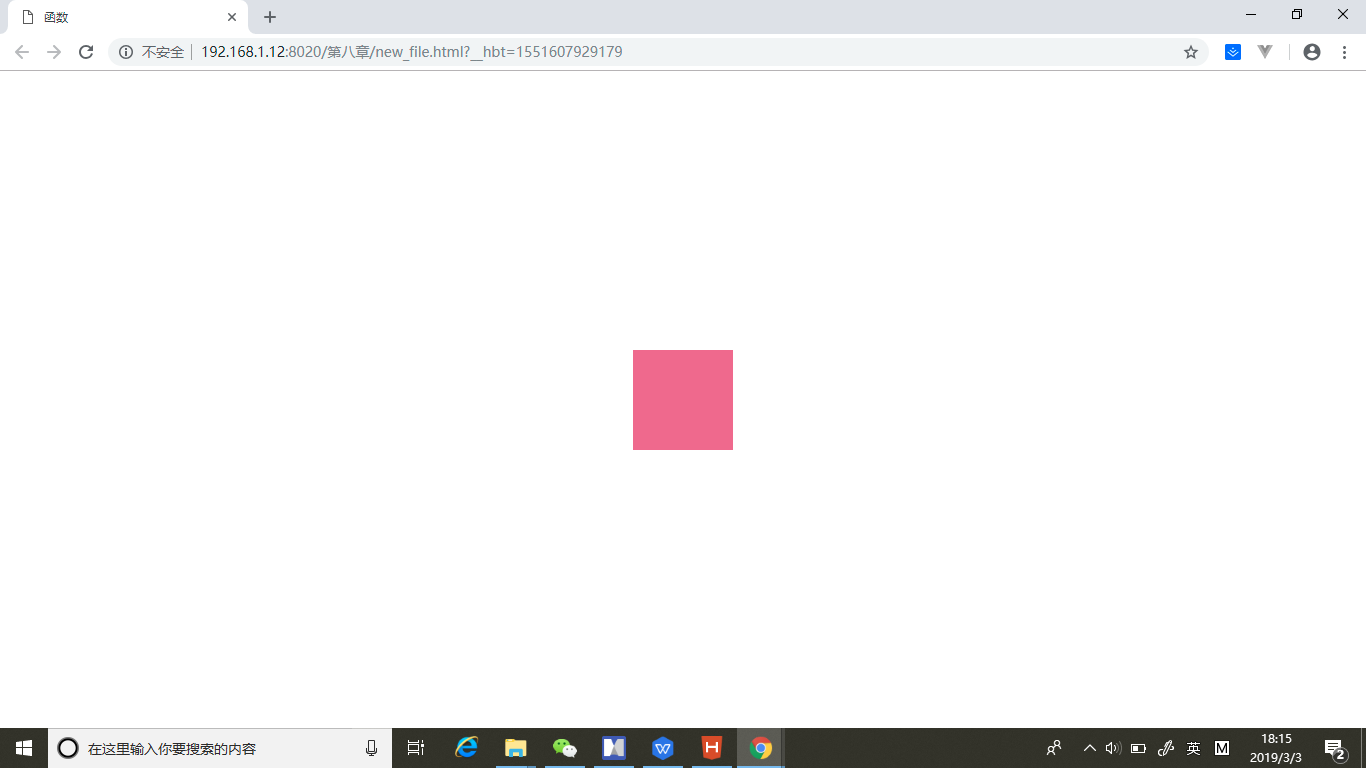 函数
不安全 192.168.1.12:8020/第八章/new_file.html?__hbt=1551607929179
在这里输入你要搜索的内容
英
M
18:15
2019/3/3
2